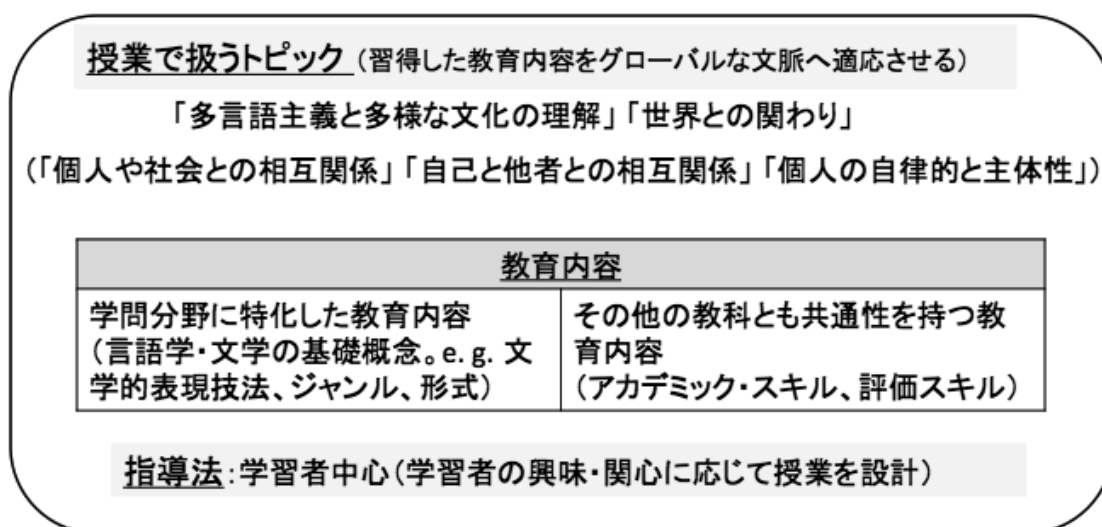 授業で扱うトピック（習得した教育内容をグローバルな文脈へ適応させる）
「多言語主義と多様な文化の理解」「世界との関わり」
（「個人や社会との相互関係」「自己と他者との相互関係」「個人の自律的と主体性」）
教育内容
学問分野に特化した教育内容
（言語学・文学の基礎概念。e.g. 文
学的表現技法、ジャンル、形式）
その他の教科とも共通性を持つ教
育内容
（アカデミック・スキル、評価スキル）
指導法：学習者中心（学習者の興味・関心に応じて授業を設計）